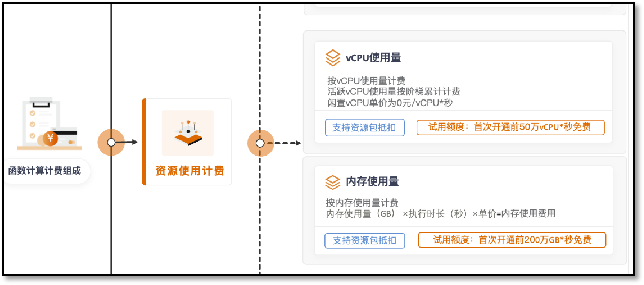 vCPU使用量
按vCPU使用量计费
活跃vCPU使用量按阶梯累计计费
闲置vCPU单价为0元/vCPU*秒
支持资源包抵扣
试用额度：首次开通前50万vCPU*秒免费
函数计算计费组成
资源使用计费
内存使用量
按内存使用量计费
内存使用量（GB）×执行时长（秒）×单价=内存使用费用
支持资源包抵扣
试用额度：首次开通前200万GB*秒免费